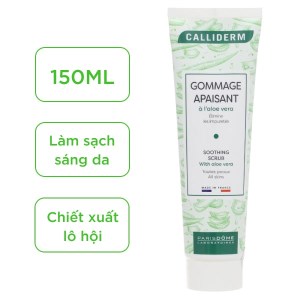 150ML
Làm sạch
sáng da
Chiết xuất
lô hội
CALLIDERM
GOMMAGE
APAISANT
à l'aloe vera
SOOTHING
SCRUB
With aloe vera
MADE IN FRANCE
PARISDÔME